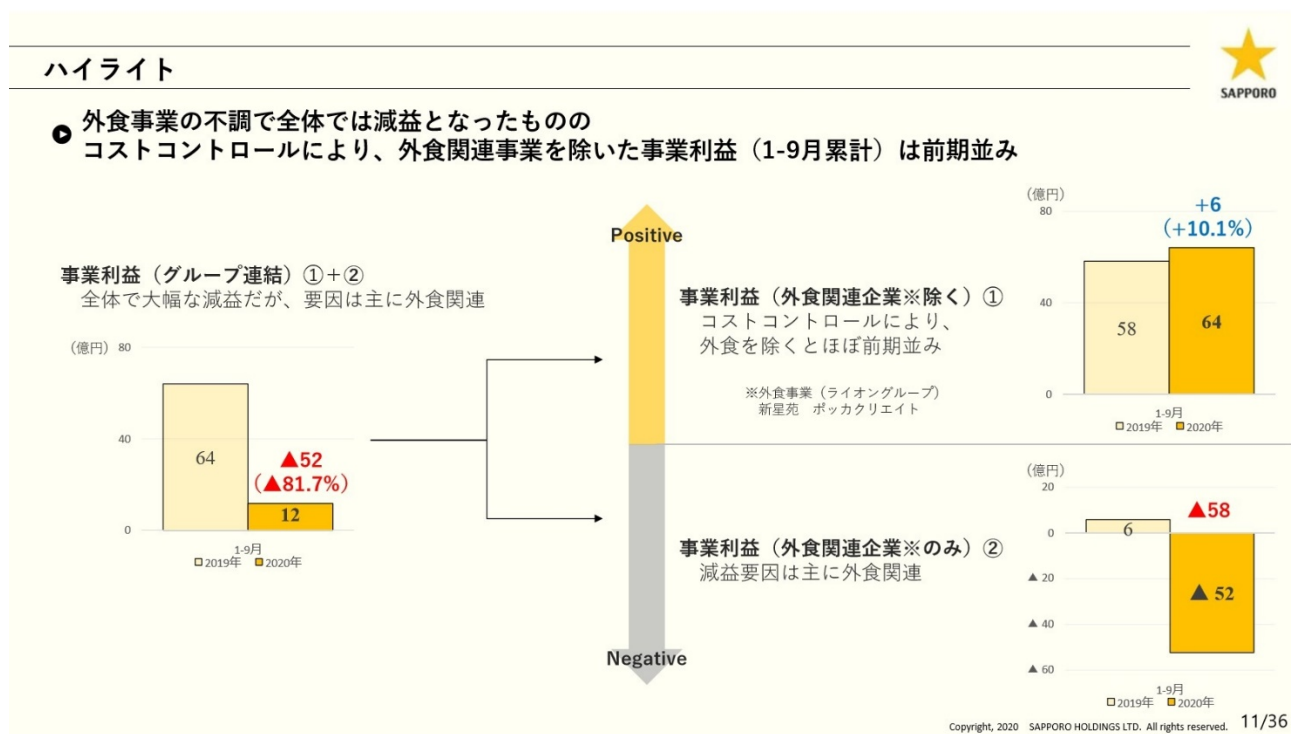 ハイライト
SAPPORO
外食事業の不調で全体では減益となったものの
コストコントロールにより、外食関連事業を除いた事業利益（1-9月累計）は前期並み
事業利益（グループ連結）①＋②
全体で大幅な減益だが、要因は主に外食関連
（億円）
80
40
0
64
▲52
（▲81.7%）
12
1-9月
2019年 2020年
Positive
Negative
事業利益（外食関連企業※除く）①
コストコントロールにより、
外食を除くとほぼ前期並み
※外食事業（ライオングループ）
新星苑　ポッカクリエイト
（億円）
80
40
0
+6
（+10.1%）
58
64
1-9月
2019年 2020年
事業利益（外食関連企業※のみ）②
減益要因は主に外食関連
（億円）
20
0
▲ 20
▲ 40
▲ 60
6
▲58
▲ 52
1-9月
2019年 2020年
Copyright, 2020 SAPPORO HOLDINGS LTD. All rights reserved.
11/36